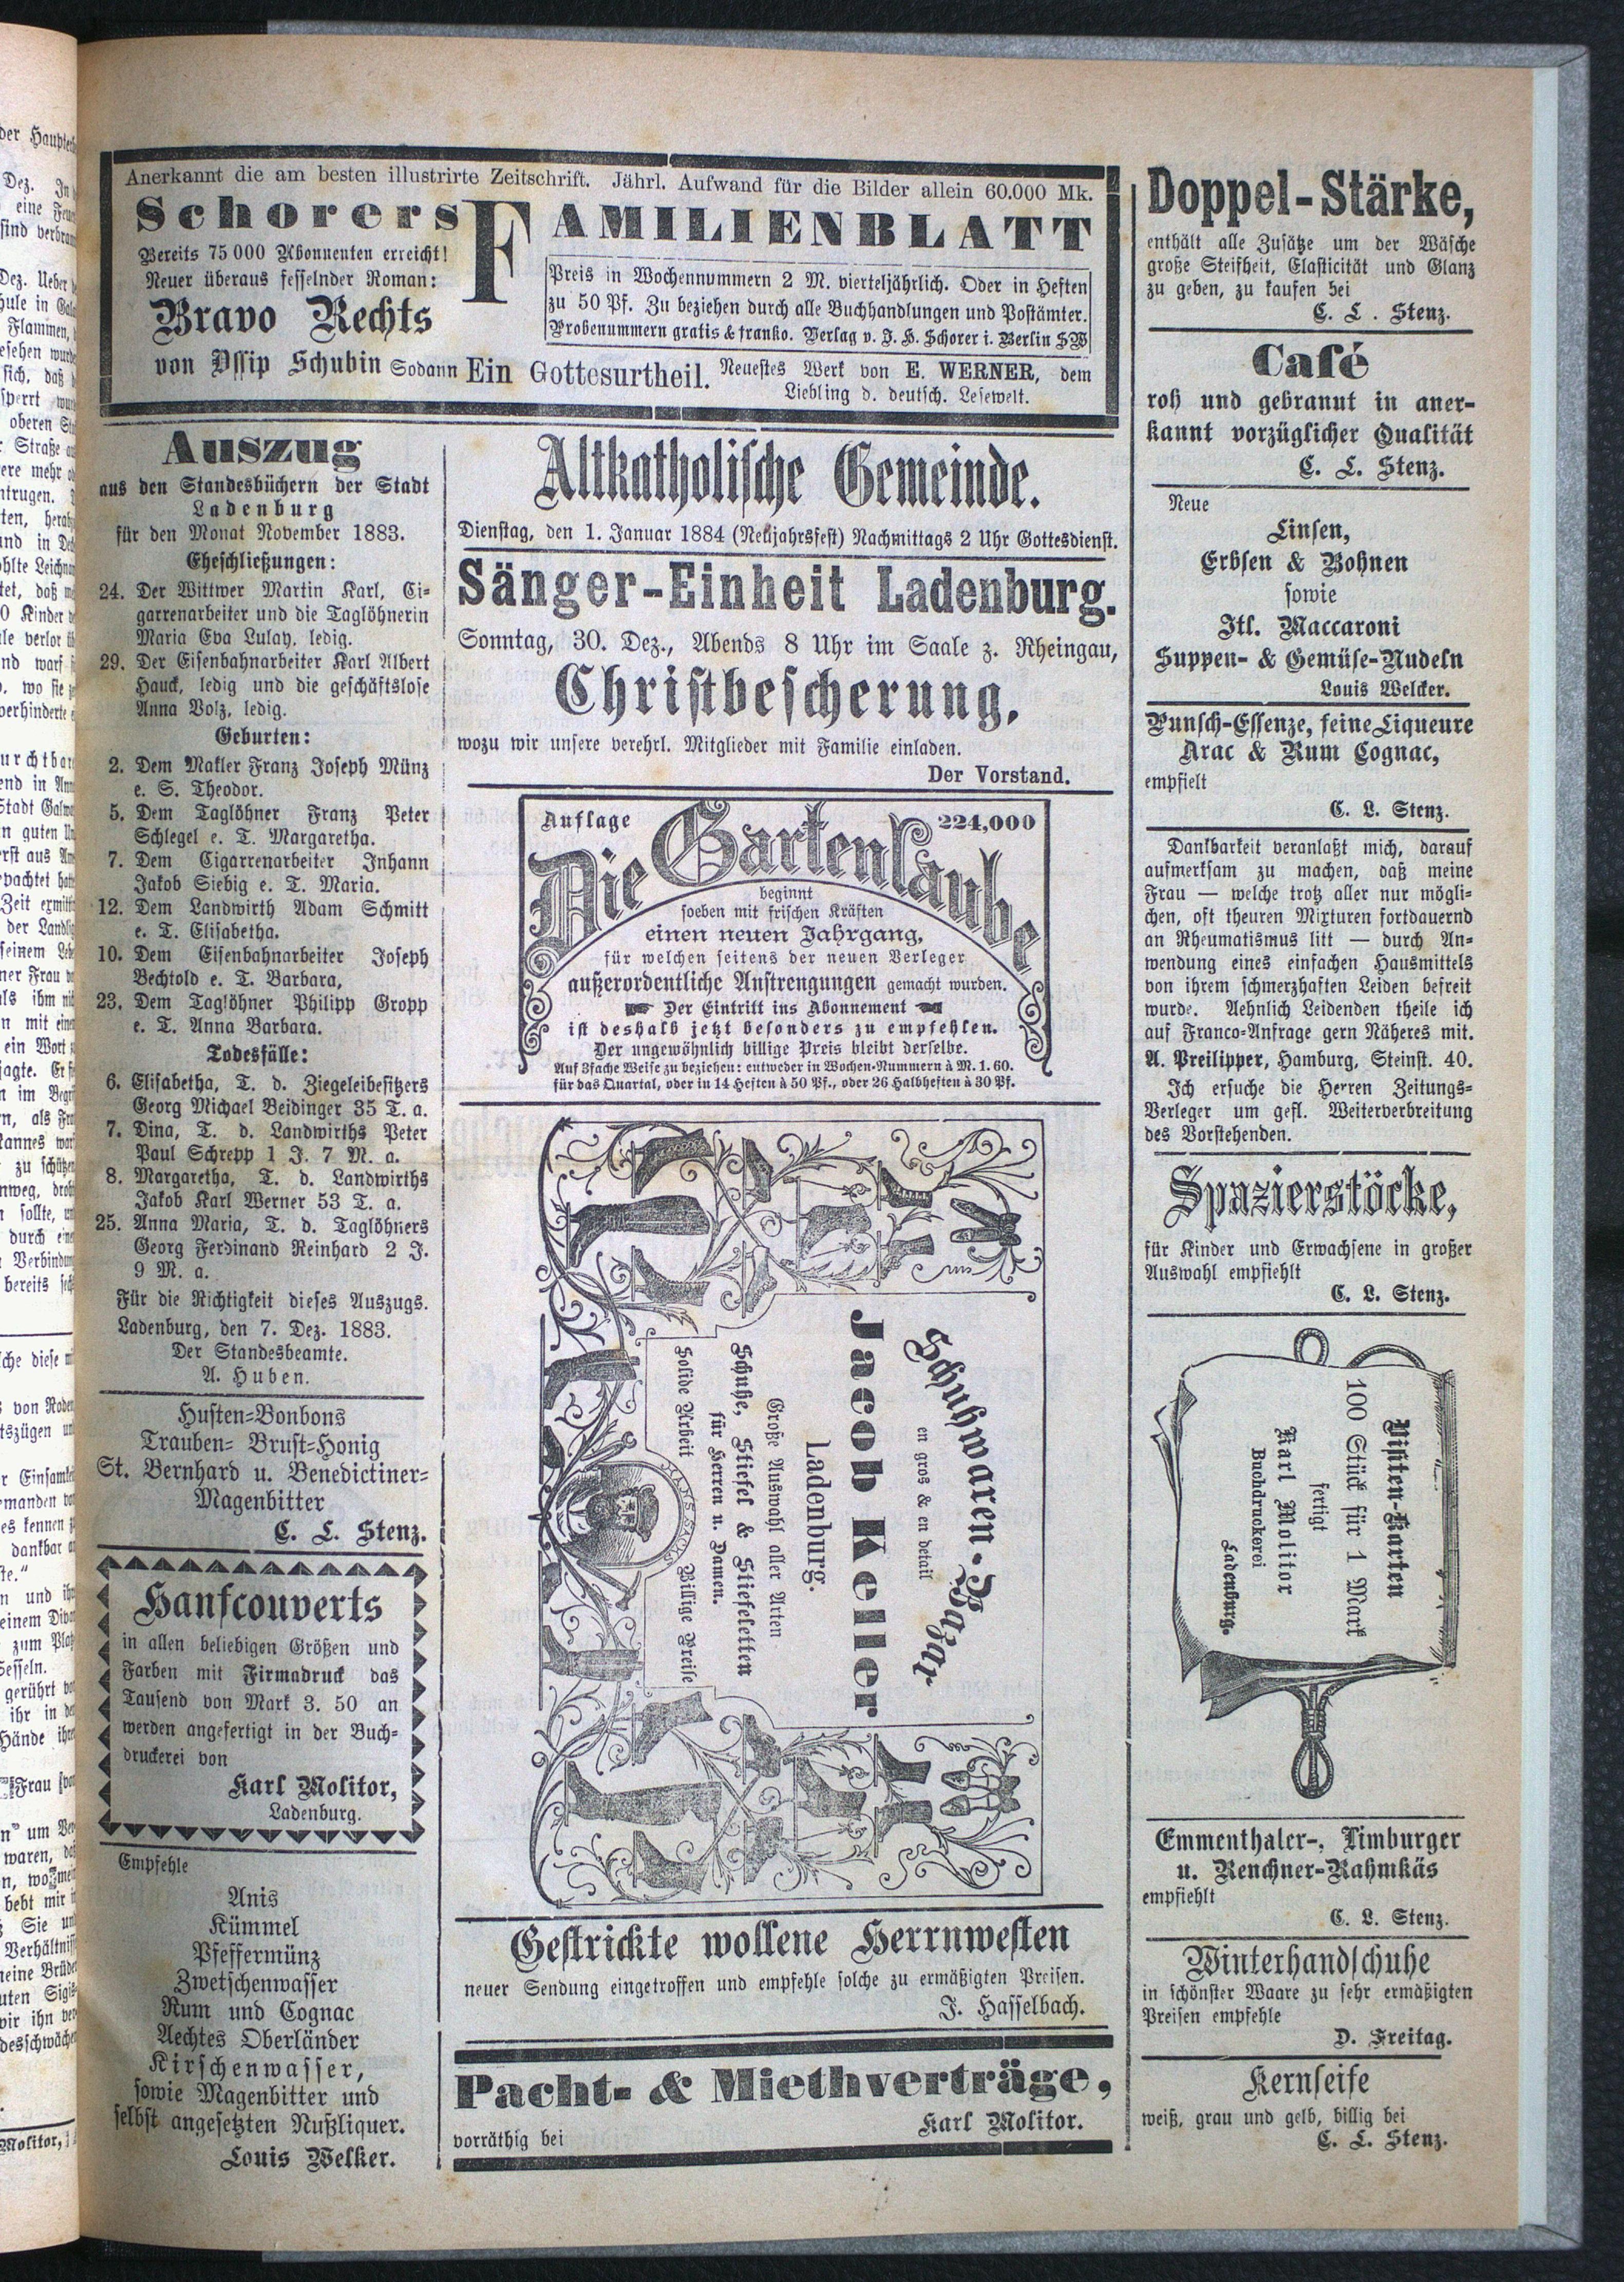 Anerkannt die am besten illustrirte Zeitschrift. Jährl. Aufwand für die Bilder allein 60.000 Mk.
Schorers FAMILIENBLATT
Bereits 75 000 Abonnenten erreicht!
Neuer überaus fesselnder Roman:
Bravo Rechts
Preis in Wochennummern 2 M. vierteljährlich. Oder in Heften
zu 50 Pf. Zu beziehen durch alle Buchhandlungen und Postämter.
Probenummern gratis & franko. Verlag v. J. H. Schorer i. Berlin SW
von Ossip Schubin Sodann Ein Gottesurtheil. Neuestes Werk von E. WERNER, dem
Liebling d. deutsch. Lesewelt.
Auszug
aus den Standesbüchern der Stadt
Ladenburg
für den Monat November 1883.
Eheschließungen:
24. Der Wittwer Martin Karl, Ci-
garrenarbeiter und die Taglöhnerin
Maria Eva Lulay, ledig.
29. Der Eisenbahnarbeiter Karl Albert
Hauck, ledig und die geschäftslose
Anna Volz, ledig.
Geburten:
2. Dem Makler Franz Joseph Münz
e. S. Theodor.
5. Dem Taglöhner Franz Peter
Schlegel e. T. Margaretha.
7. Dem Cigarrenarbeiter Inhann
Jakob Siebig e. T. Maria.
12. Dem Landwirth Adam Schmitt
e. T. Elisabetha.
10. Dem Eisenbahnarbeiter Joseph
Bechtold e. T. Barbara,
23. Dem Taglöhner Philipp Gropp
e. T. Anna Barbara.
Todesfälle:
6. Elisabetha, T. d. Ziegeleibesitzers
Georg Michael Beidinger 35 T. a.
7. Dina, T. d. Landwirths Peter
Paul Schrepp 1 J. 7 M. a.
8. Margaretha, T. d. Landwirths
Jakob Karl Werner 53 T. a.
25. Anna Maria, T. d. Taglöhners
Georg Ferdinand Reinhard 2 J.
9 M. a.
Für die Richtigkeit dieses Auszugs.
Ladenburg, den 7. Dez. 1883.
Der Standesbeamte.
A. Huben.
Husten-Bonbons
Trauben- Brust-Honig
St. Bernhard u. Benedictiner-
Magenbitter
C. L. Stenz.
Hanfcouverts
in allen beliebigen Größen und
Farben mit Firmadruck das
Tausend von Mark 3. 50 an
werden angefertigt in der Buch-
druckerei von
Karl Molitor,
Ladenburg.
Empfehle
Anis
Kümmel
Pfeffermünz
Zwetschenwasser
Rum und Cognac
Aechtes Oberländer
Kirschenwasser,
sowie Magenbitter und
selbst angesetzten Nußliquer.
Louis Welker.
Altkatholische Gemeinde.
Dienstag, den 1. Januar 1884 (Neujahrsfest) Nachmittags 2 Uhr Gottesdienst.
Sänger-Einheit Ladenburg.
Sonntag, 30. Dez., Abends 8 Uhr im Saale z. Rheingau,
Christbescherung,
wozu wir unsere verehrl. Mitglieder mit Familie einladen.
Der Vorstand.
Auflage 224,000
Die Gartenlaube
beginnt
soeben mit frischen Kräften
einen neuen Jahrgang,
für welchen seitens der neuen Verleger
außerordentliche Anstrengungen gemacht wurden.
Der Eintritt ins Abonnement
ist deshalb jetzt besonders zu empfehlen.
Der ungewöhnlich billige Preis bleibt derselbe.
Auf 3fache Weise zu beziehen: entweder in Wochen-Nummern à M. 1.60.
für das Quartal, oder in 14 Heften à 50 Pf., oder 26 Halbheften à 30 Pf.
Schuhwaren-Bazar
en gros & en detail
Jacob Keller
Ladenburg.
Große Auswahl aller Arten
Schuhe, Stiefel & Stiefeletten
für Herren u. Damen.
Solide Arbeit Billige Preise
HANS SACHS
Gestrickte wollene Herrnwesten
neuer Sendung eingetroffen und empfehle solche zu ermäßigten Preisen.
J. Hasselbach.
Pacht- & Miethverträge,
vorräthig bei Karl Molitor.
Doppel-Stärke,
enthält alle Zusätze um der Wäsche
große Steifheit, Elasticität und Glanz
zu geben, zu kaufen bei
C. L. Stenz.
Café
roh und gebrannt in aner-
kannt vorzüglicher Qualität
C. L. Stenz.
Neue
Linsen,
Erbsen & Bohnen
sowie
Itl. Maccaroni
Suppen- & Gemüse-Nudeln
Louis Welcker.
Punsch-Essenze, feine Liqueure
Arac & Rum Cognac,
empfielt
C. L. Stenz.
Dankbarkeit veranlaßt mich, darauf
aufmerksam zu machen, daß meine
Frau — welche trotz aller nur mögli-
chen, oft theuren Mixturen fortdauernd
an Rheumatismus litt — durch An-
wendung eines einfachen Hausmittels
von ihrem schmerzhaften Leiden befreit
wurde. Aehnlich Leidenden theile ich
auf Franco-Anfrage gern Näheres mit.
A. Preilipper, Hamburg, Steinst. 40.
Ich ersuche die Herren Zeitungs-
Verleger um gefl. Weiterverbreitung
des Vorstehenden.
Spazierstöcke,
für Kinder und Erwachsene in großer
Auswahl empfiehlt
C. L. Stenz.
Visiten-Karten
100 Stück für 1 Mark
fertigt
Karl Molitor
Buchdruckerei
Ladenburg.
Emmenthaler-, Limburger
u. Renchner-Rahmkäs
empfiehlt
C. L. Stenz.
Winterhandschuhe
in schönster Waare zu sehr ermäßigten
Preisen empfehle
D. Freitag.
Kernseife
weiß, grau und gelb, billig bei
C. L. Stenz.